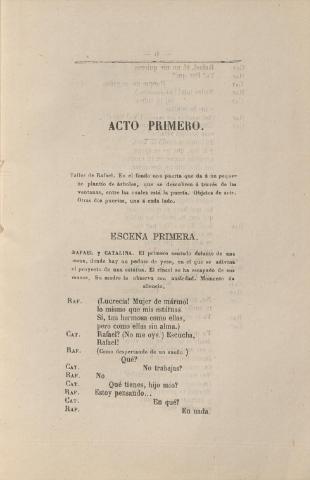 ACTO PRIMERO.
Taller de Rafael. En el fondo una puerta que da á un peque-
ño plantío de árboles, que se descubren á través de las
ventanas, entre las cuales está la puerta. Objetos de arte.
Otras dos puertas, una á cada lado.
ESCENA PRIMERA.
RAFAEL y CATALINA. El primero sentado delante de una
mesa, donde hay un pedazo de yeso, en el que se adivina
el proyecto de una estátua. El cincel se ha escapado de sus
manos. Su madre le observa con ansiedad. Momento de
silencio.
RAF. (Lucrecia! Mujer de mármol
lo mismo que mis estátuas.
Sí, tan hermosa como ellas,
pero como ellas sin alma.)
CAT. Rafael? (No me oye.) Escucha,
Rafael!
RAF. (Como despertando de un sueño.)
Qué?
CAT. No trabajas?
RAF. No
CAT. Qué tienes, hijo mio?
RAF. Estoy pensando...
CAT. En qué?
RAF. En nada.